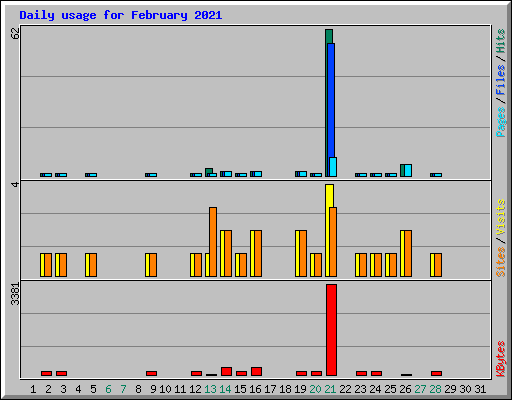 Daily usage for February 2021
62
Pages / Files / Hits
4
Sites / Visits
3381
KBytes
1 2 3 4 5 6 7 8 9 10 11 12 13 14 15 16 17 18 19 20 21 22 23 24 25 26 27 28 29 30 31